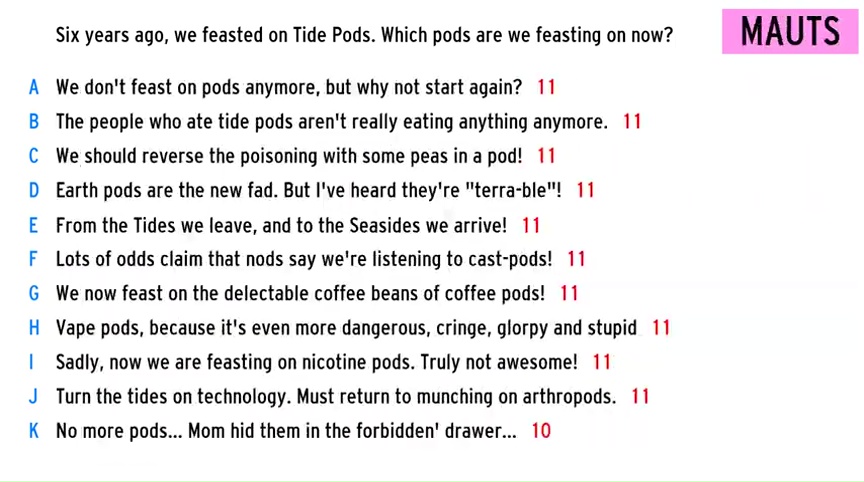 Six years ago, we feasted on Tide Pods. Which pods are we feasting on now?
MAUTS
A We don't feast on pods anymore, but why not start again? 11
B The people who ate tide pods aren't really eating anything anymore. 11
C We should reverse the poisoning with some peas in a pod! 11
D Earth pods are the new fad. But I've heard they're "terra-ble"! 11
E From the Tides we leave, and to the Seasides we arrive! 11
F Lots of odds claim that nods say we're listening to cast-pods! 11
G We now feast on the delectable coffee beans of coffee pods! 11
H Vape pods, because it's even more dangerous, cringe, glorpy and stupid 11
I Sadly, now we are feasting on nicotine pods. Truly not awesome! 11
J Turn the tides on technology. Must return to munching on arthropods. 11
K No more pods... Mom hid them in the forbidden' drawer... 10